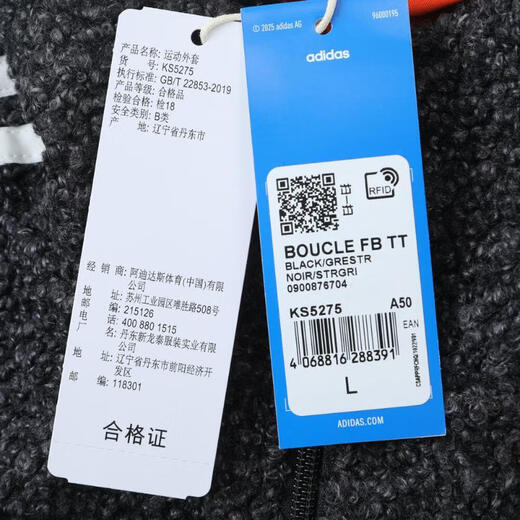 产品名称: 运动外套
货 号: KS5275
执行标准: GB/T 22853-2019
产品等级: 合格品
检验合格: 检18
安全类别: B类
产 地: 辽宁省丹东市
经 销 商: 阿迪达斯体育(中国)有限
公司
地 址: 苏州工业园区唯华路508号
邮 编: 215126
电 话: 400 880 1515
厂 名: 丹东新龙泰服装实业有限
公司
地 址: 辽宁省丹东市前阳经济开
发区
邮 编: 118301
合格证
© 2025 adidas AG
96000195
adidas
RFID
BOUCLE FB TT
BLACK/GRESTR
NOIR/STRGRI
0900876704
KS5275
A50
EAN
4 068816 288391
L
ADIDAS.COM